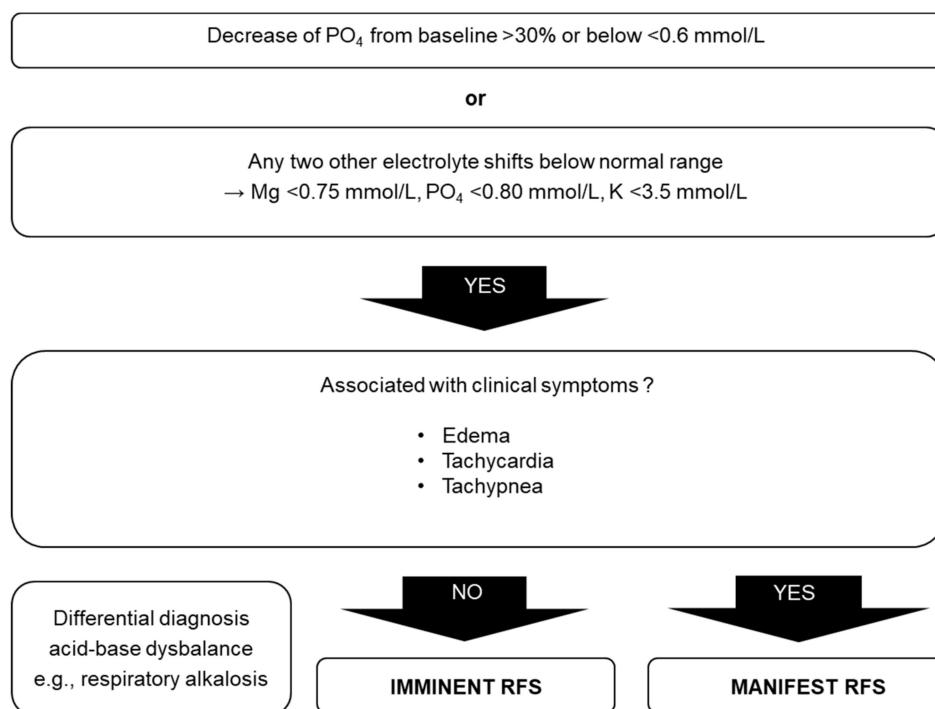 Decrease of PO₄ from baseline >30% or below <0.6 mmol/L
or
Any two other electrolyte shifts below normal range
→ Mg <0.75 mmol/L, PO₄ <0.80 mmol/L, K <3.5 mmol/L
YES
Associated with clinical symptoms ?
• Edema
• Tachycardia
• Tachypnea
Differential diagnosis
acid-base dysbalance
e.g., respiratory alkalosis
NO
IMMINENT RFS
YES
MANIFEST RFS